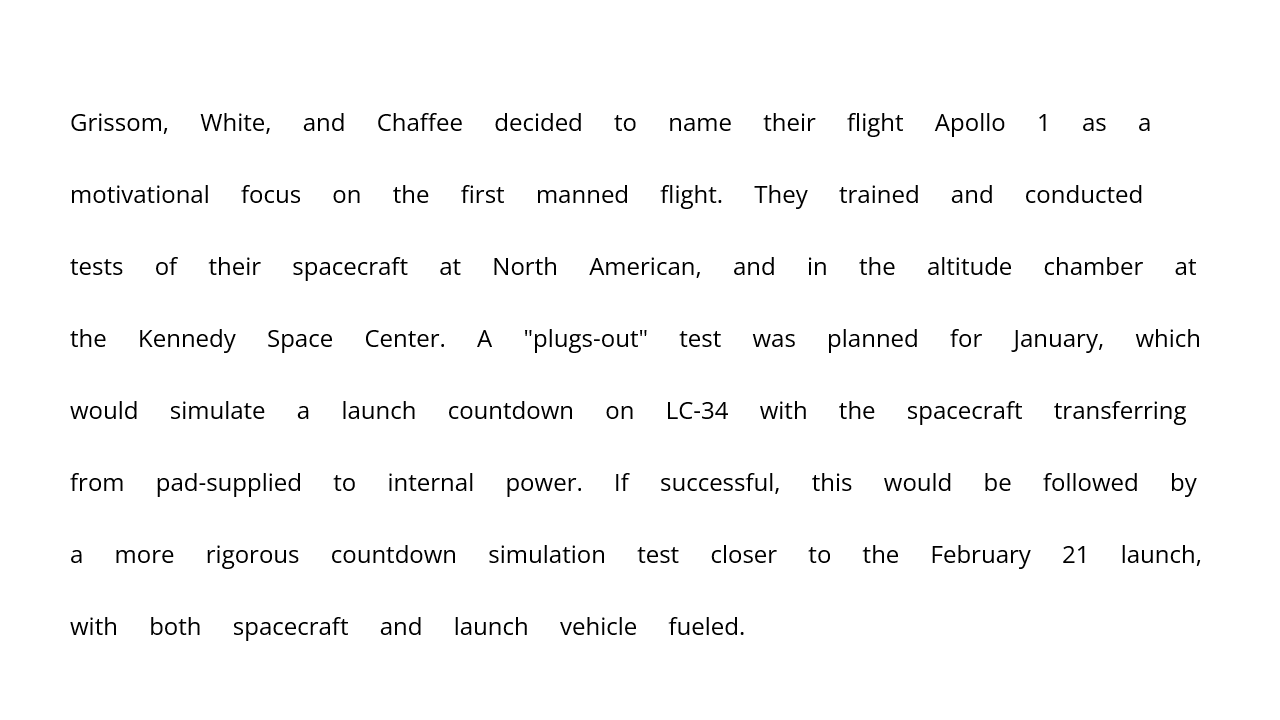 Grissom, White, and Chaffee decided to name their flight Apollo 1 as a
motivational focus on the first manned flight. They trained and conducted
tests of their spacecraft at North American, and in the altitude chamber at
the Kennedy Space Center. A "plugs-out" test was planned for January, which
would simulate a launch countdown on LC-34 with the spacecraft transferring
from pad-supplied to internal power. If successful, this would be followed by
a more rigorous countdown simulation test closer to the February 21 launch,
with both spacecraft and launch vehicle fueled.